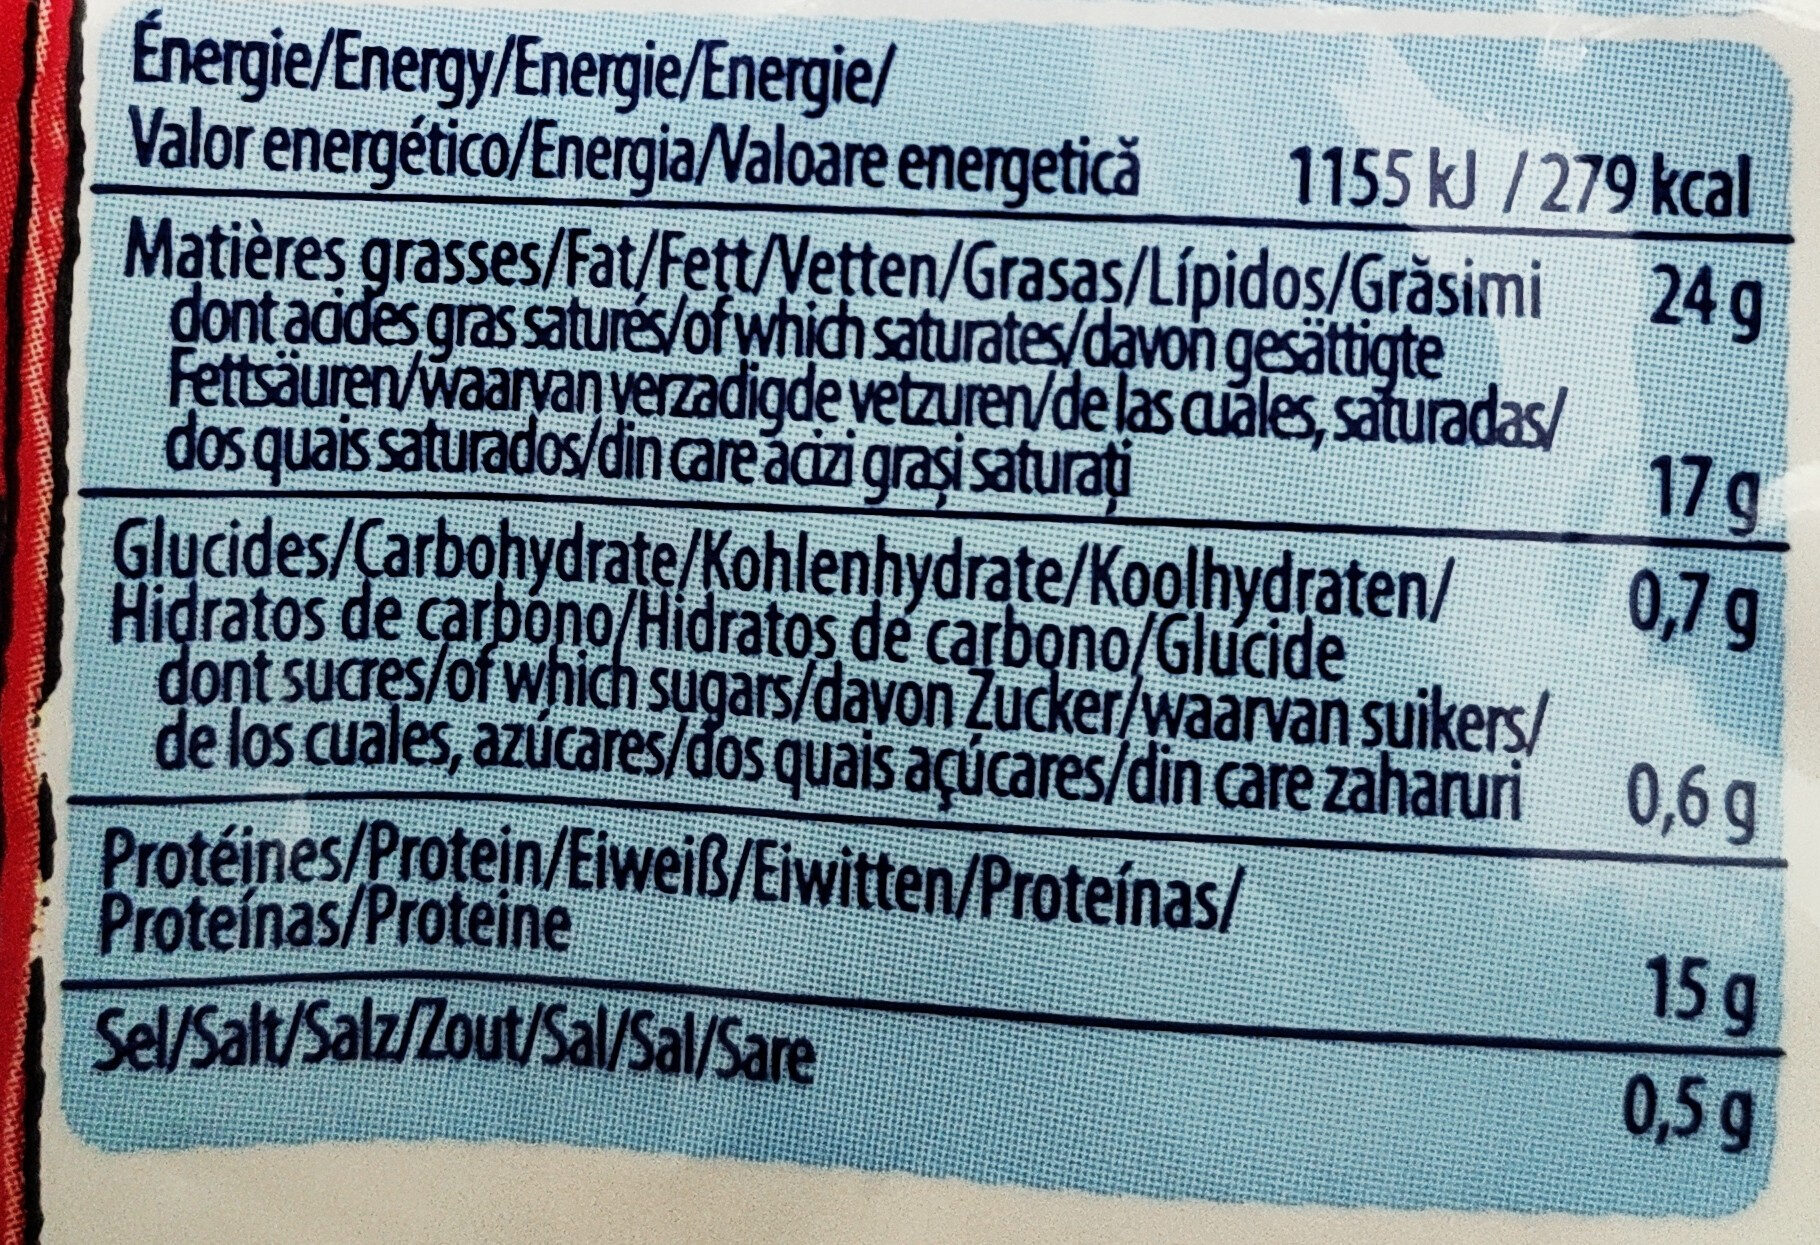 Énergie/Energy/Energie/Energie/
Valor energético/Energia/Valoare energetică 1155 kJ / 279 kcal
Matières grasses/Fat/Fett/Vetten/Grasas/Lípidos/Grăsimi 24 g
dont acides gras saturés/of which saturates/davon gesättigte
Fettsäuren/waarvan verzadigde vetzuren/de las cuales, saturadas/
dos quais saturados/din care acizi grași saturați 17 g
Glucides/Carbohydrate/Kohlenhydrate/Koolhydraten/ 0,7 g
Hidratos de carbono/Hidratos de carbono/Glucide
dont sucres/of which sugars/davon Zucker/waarvan suikers/
de los cuales, azúcares/dos quais açúcares/din care zaharuri 0,6 g
Protéines/Protein/Eiweiß/Eiwitten/Proteínas/
Proteínas/Proteine 15 g
Sel/Salt/Salz/Zout/Sal/Sal/Sare 0,5 g